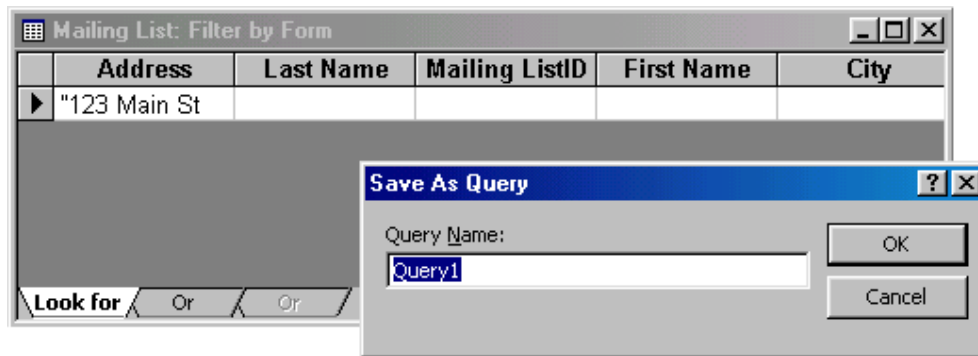 Mailing List: Filter by Form
Address Last Name Mailing ListID First Name City
"123 Main St
Save As Query
Query Name:
Query1
OK
Cancel
Look for Or Or